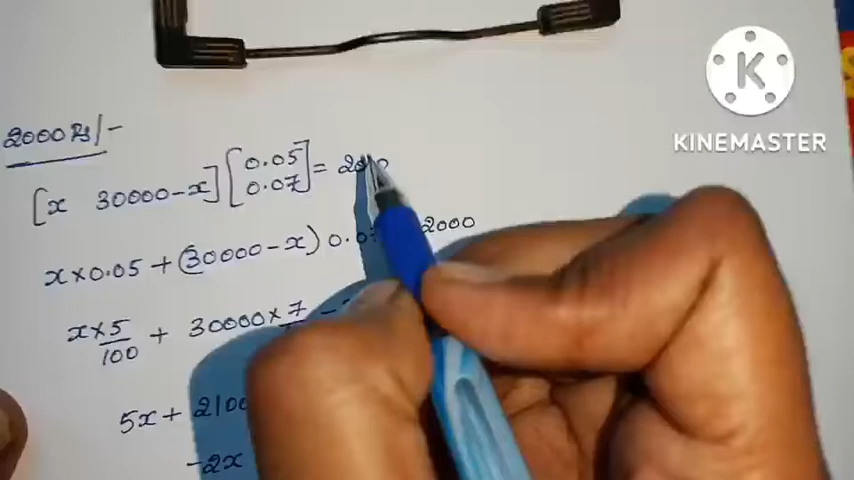 KINEMASTER
2000 Rs/-
[x 30000-x] [0.05 0.07] = 2000
x×0.05 + (30000-x) 0.07 2000
x×5/100 + 30000×7
5x + 2100
-2x